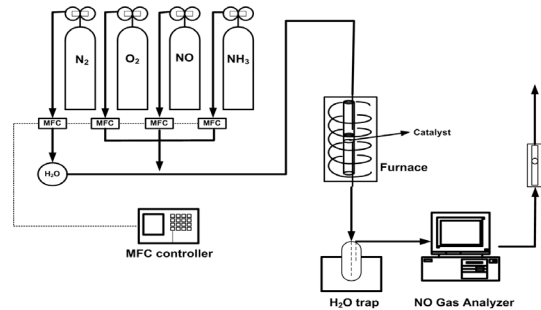 N₂
O₂
NO
NH₃
MFC
MFC
MFC
MFC
H₂O
Catalyst
Furnace
MFC controller
H₂O trap
NO Gas Analyzer